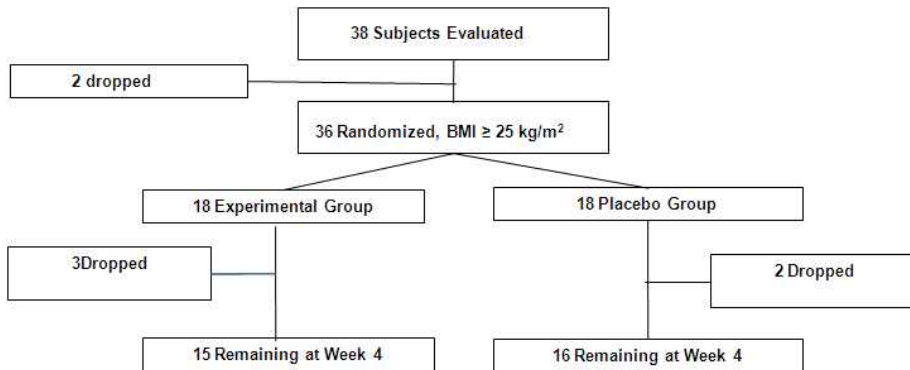 38 Subjects Evaluated
2 dropped
36 Randomized, BMI ≥ 25 kg/m²
18 Experimental Group
18 Placebo Group
3Dropped
2 Dropped
15 Remaining at Week 4
16 Remaining at Week 4